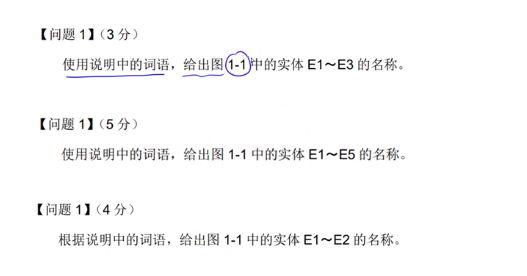 【问题 1】（3 分）
使用说明中的词语，给出图 1-1 中的实体 E1～E3 的名称。
【问题 1】（5 分）
使用说明中的词语，给出图 1-1 中的实体 E1～E5 的名称。
【问题 1】（4 分）
根据说明中的词语，给出图 1-1 中的实体 E1～E2 的名称。